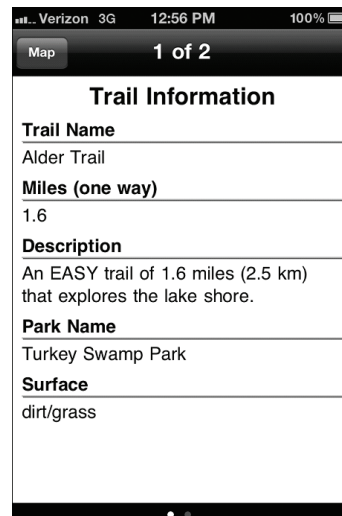 Verizon 3G 12:56 PM 100%
Map 1 of 2
Trail Information
Trail Name
Alder Trail
Miles (one way)
1.6
Description
An EASY trail of 1.6 miles (2.5 km)
that explores the lake shore.
Park Name
Turkey Swamp Park
Surface
dirt/grass